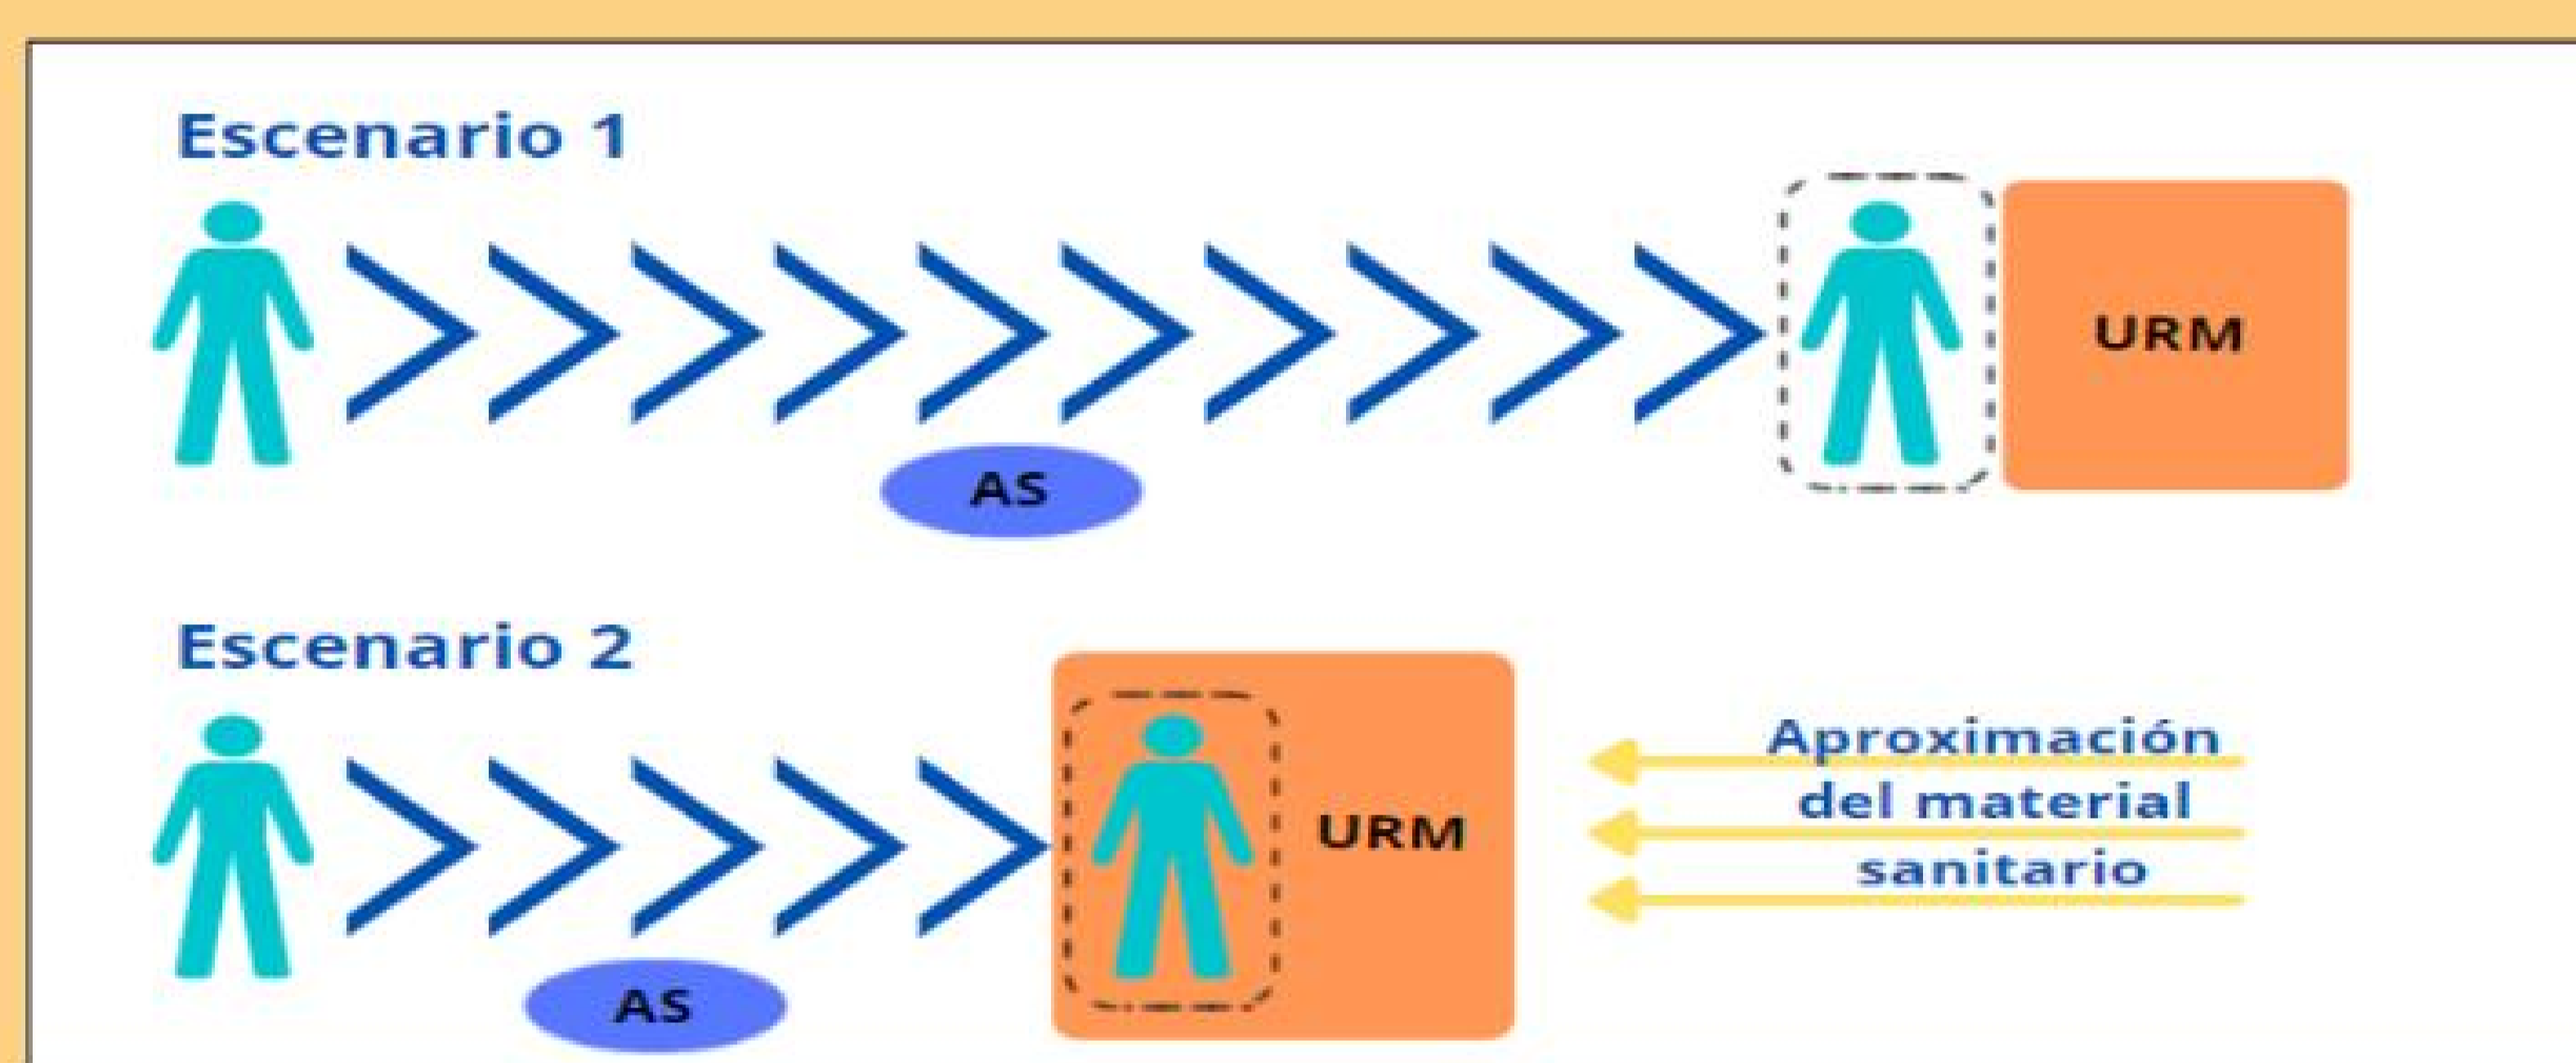 Escenario 1
URM
AS
Escenario 2
URM
Aproximación
del material
sanitario
AS